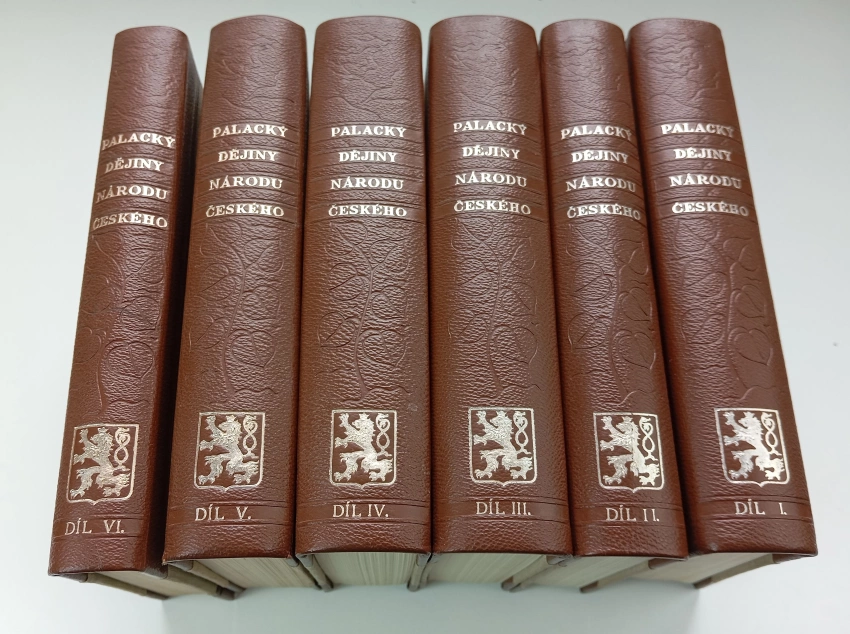 PALACKÝ
DĚJINY
NÁRODU
ČESKÉHO
DÍL VI.
PALACKÝ
DĚJINY
NÁRODU
ČESKÉHO
DÍL V.
PALACKÝ
DĚJINY
NÁRODU
ČESKÉHO
DÍL IV.
PALACKÝ
DĚJINY
NÁRODU
ČESKÉHO
DÍL III.
PALACKÝ
DĚJINY
NÁRODU
ČESKÉHO
DÍL II.
PALACKÝ
DĚJINY
NÁRODU
ČESKÉHO
DÍL I.